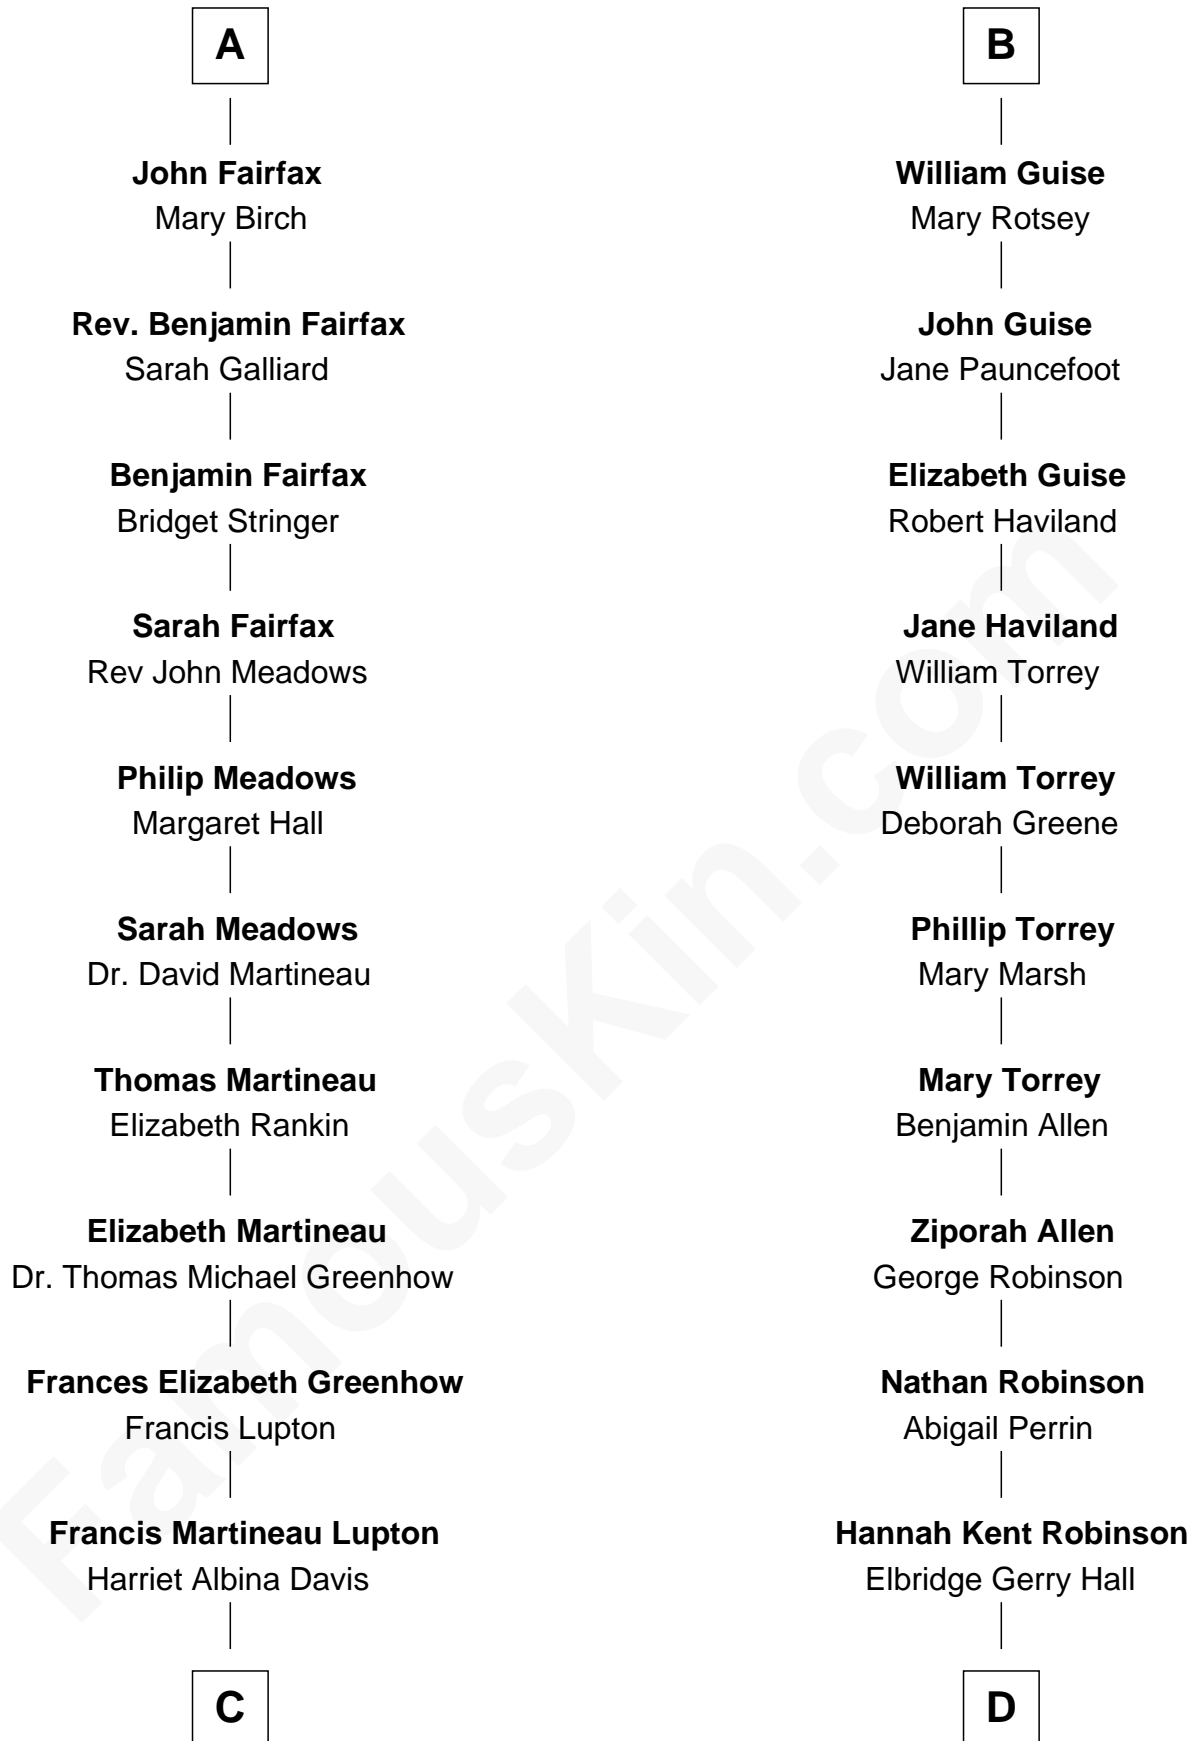 A
John Fairfax
Mary Birch
Rev. Benjamin Fairfax
Sarah Galliard
Benjamin Fairfax
Bridget Stringer
Sarah Fairfax
Rev John Meadows
Philip Meadows
Margaret Hall
Sarah Meadows
Dr. David Martineau
Thomas Martineau
Elizabeth Rankin
Elizabeth Martineau
Dr. Thomas Michael Greenhow
Frances Elizabeth Greenhow
Francis Lupton
Francis Martineau Lupton
Harriet Albina Davis
C
B
William Guise
Mary Rotsey
John Guise
Jane Pauncefoot
Elizabeth Guise
Robert Haviland
Jane Haviland
William Torrey
William Torrey
Deborah Greene
Phillip Torrey
Mary Marsh
Mary Torrey
Benjamin Allen
Ziporah Allen
George Robinson
Nathan Robinson
Abigail Perrin
Hannah Kent Robinson
Elbridge Gerry Hall
D
FamousKin.com